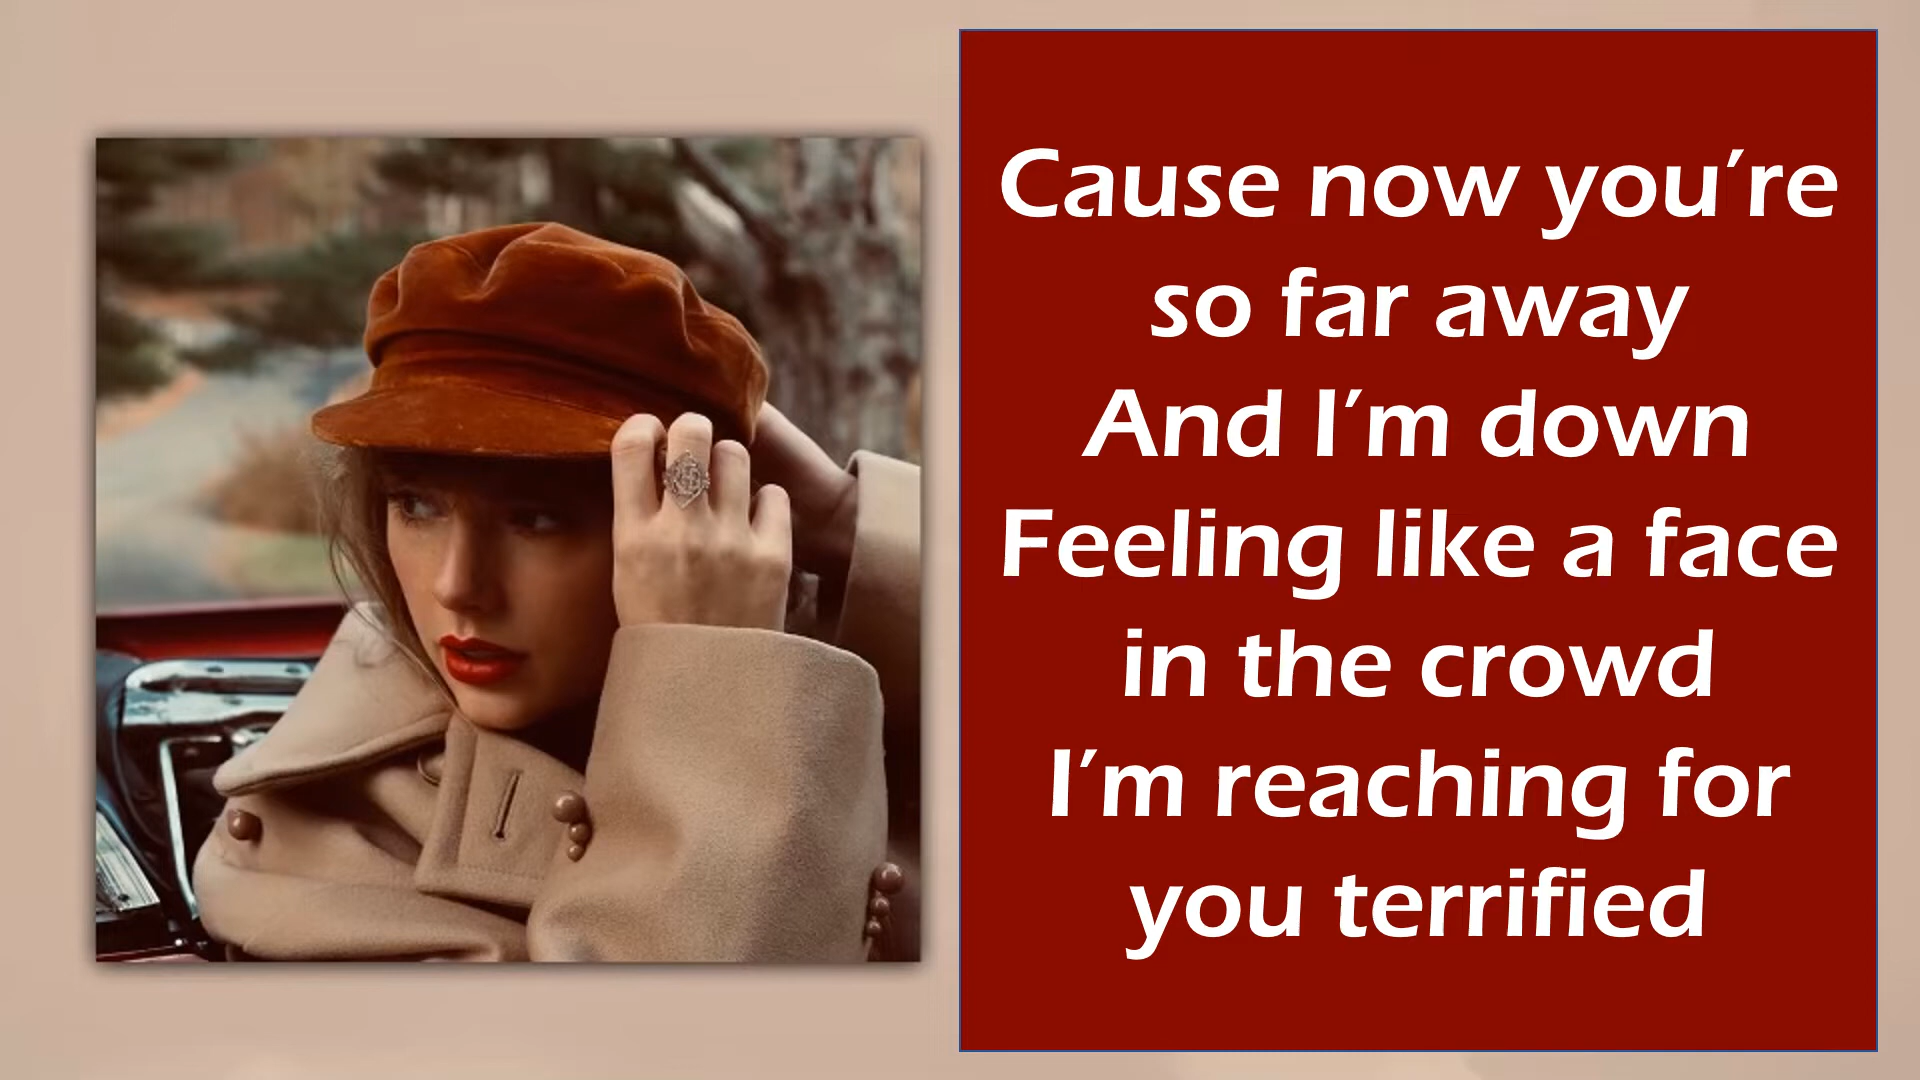 Cause now you're
so far away
And I'm down
Feeling like a face
in the crowd
I'm reaching for
you terrified